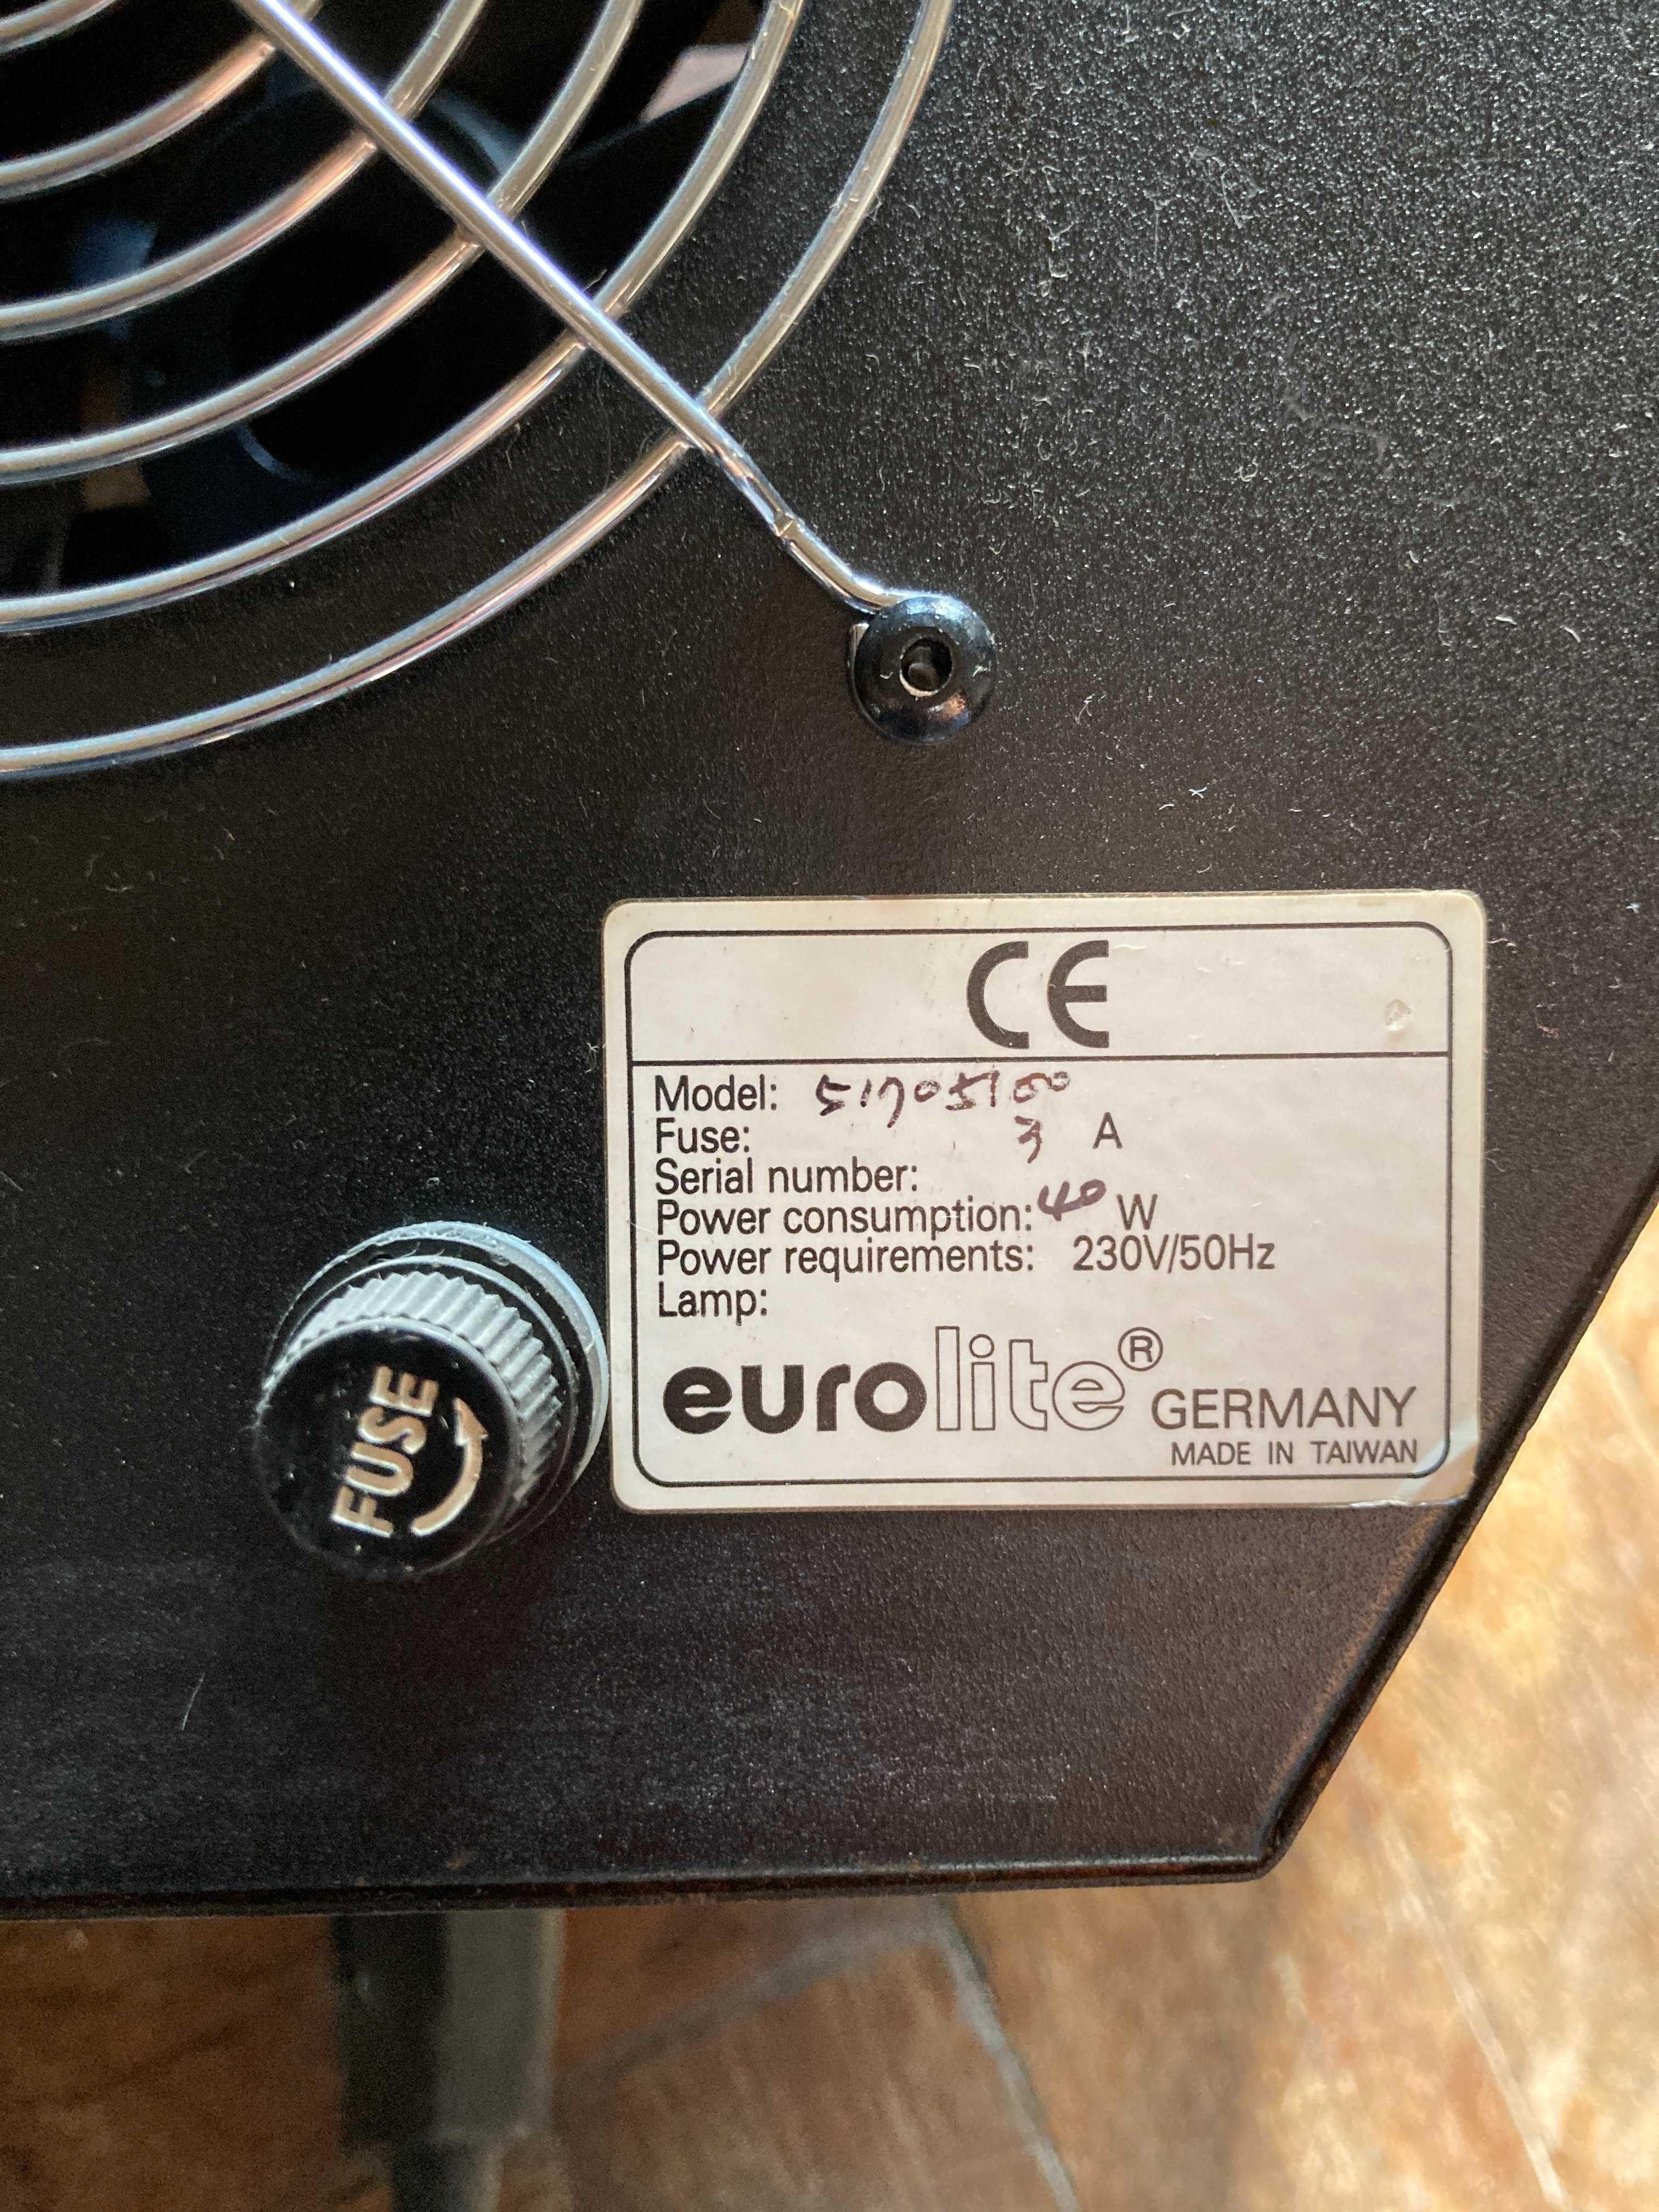 CE
Model: 51705100
Fuse: 3 A
Serial number:
Power consumption: 40 W
Power requirements: 230V/50Hz
Lamp:
eurolite® GERMANY
MADE IN TAIWAN
FUSE